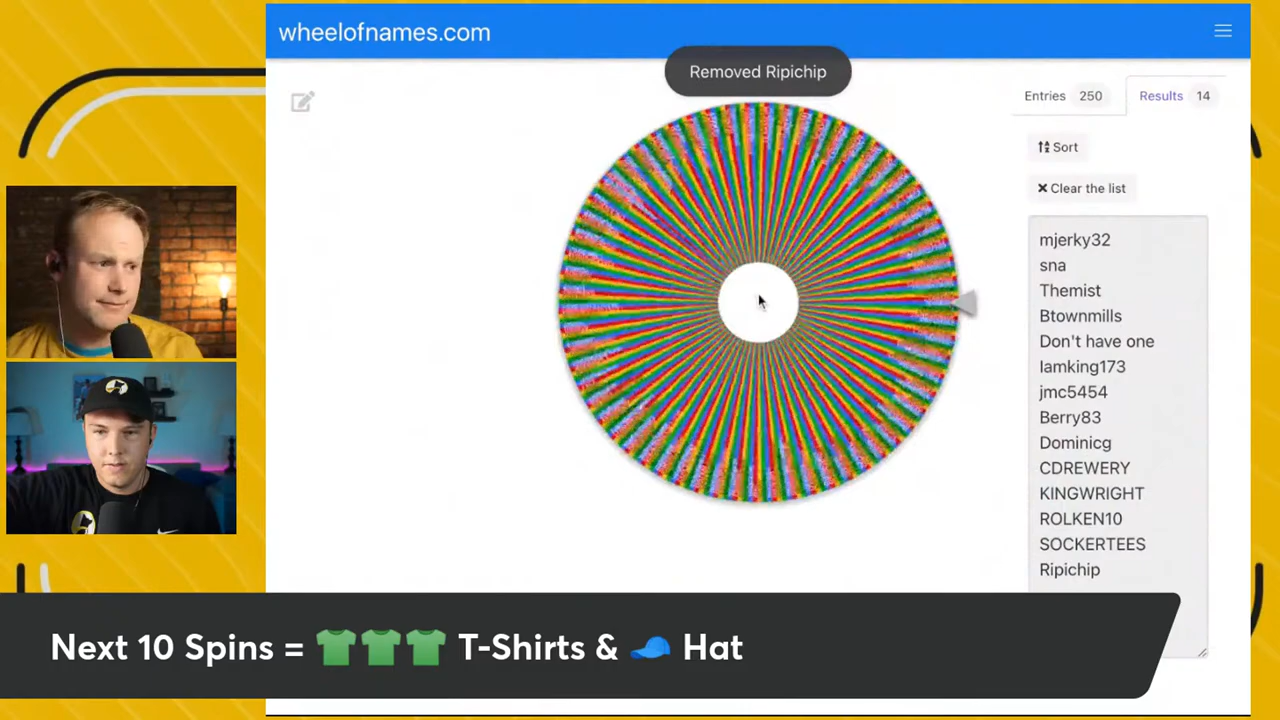 wheelofnames.com
Removed Ripichip
Entries 250
Results 14
Sort
Clear the list
mjerky32
sna
Themist
Btownmills
Don't have one
Iamking173
jmc5454
Berry83
Dominicg
CDREWERY
KINGWRIGHT
ROLKEN10
SOCKERTEES
Ripichip
Next 10 Spins = 👕👕👕 T-Shirts & 🧢 Hat